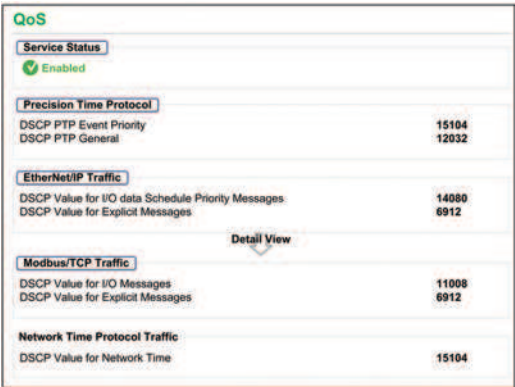 QoS
Service Status
Enabled
Precision Time Protocol
DSCP PTP Event Priority 15104
DSCP PTP General 12032
EtherNet/IP Traffic
DSCP Value for I/O data Schedule Priority Messages 14080
DSCP Value for Explicit Messages 6912
Detail View
Modbus/TCP Traffic
DSCP Value for I/O Messages 11008
DSCP Value for Explicit Messages 6912
Network Time Protocol Traffic
DSCP Value for Network Time 15104